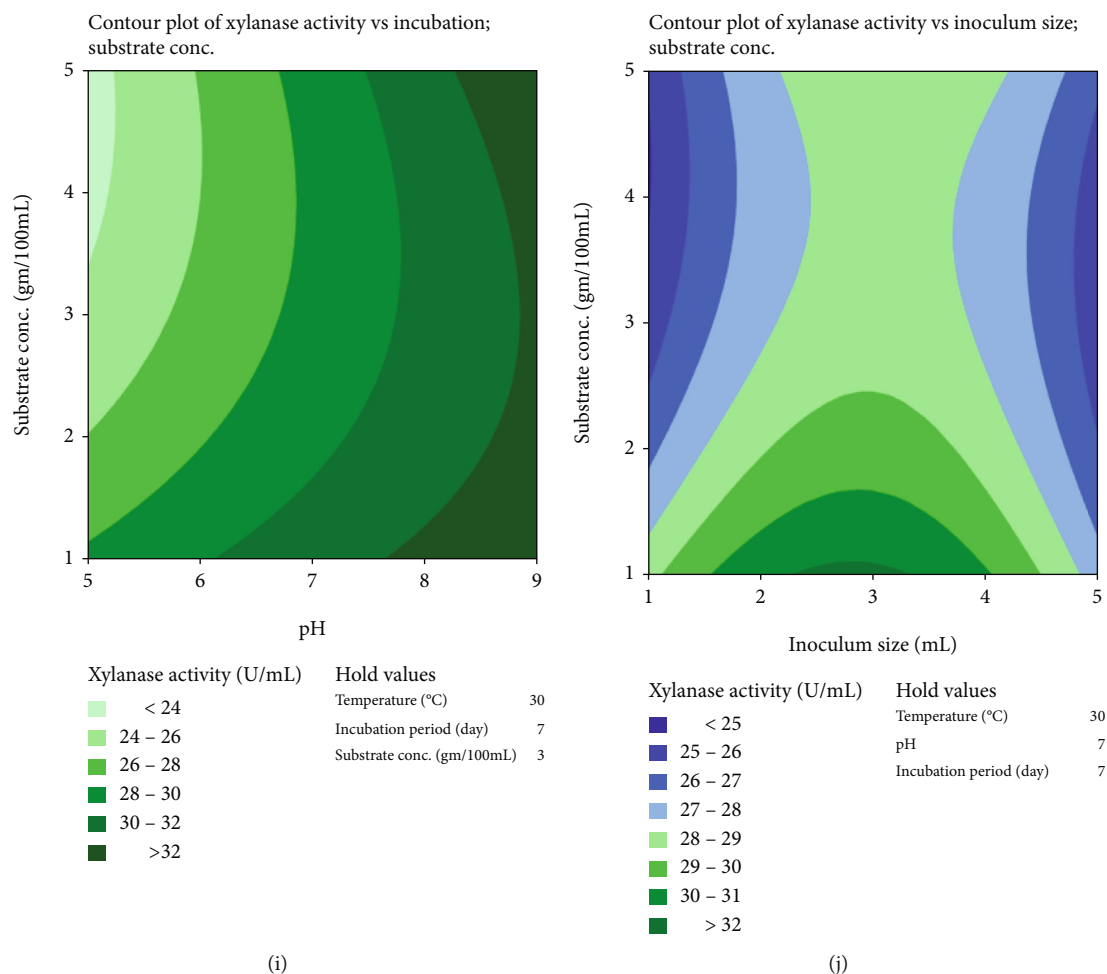 Contour plot of xylanase activity vs incubation;
substrate conc.
5
4
3
2
1
Substrate conc. (gm/100mL)
5 6 7 8 9
pH
Xylanase activity (U/mL)
< 24
24 – 26
26 – 28
28 – 30
30 – 32
>32
Hold values
Temperature (°C) 30
Incubation period (day) 7
Substrate conc. (gm/100mL) 3
(i)
Contour plot of xylanase activity vs inoculum size;
substrate conc.
5
4
3
2
1
Substrate conc. (gm/100mL)
1 2 3 4 5
Inoculum size (mL)
Xylanase activity (U/mL)
< 25
25 – 26
26 – 27
27 – 28
28 – 29
29 – 30
30 – 31
> 32
Hold values
Temperature (°C) 30
pH 7
Incubation period (day) 7
(j)